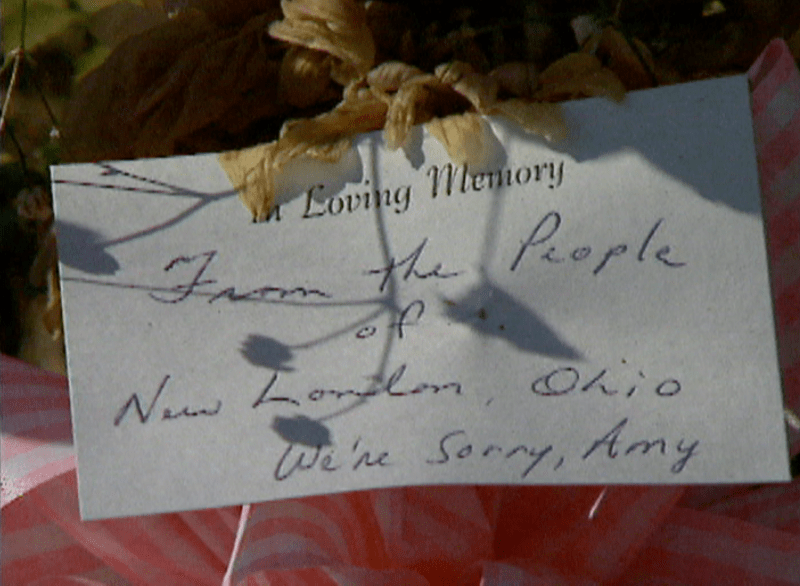 In Loving Memory
From the People
of
New London, Ohio
We're Sorry, Amy